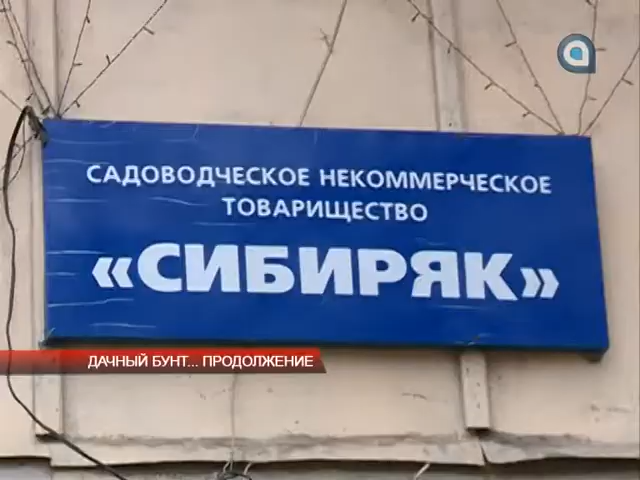 САДОВОДЧЕСКОЕ НЕКОММЕРЧЕСКОЕ
ТОВАРИЩЕСТВО
«СИБИРЯК»
ДАЧНЫЙ БУНТ... ПРОДОЛЖЕНИЕ